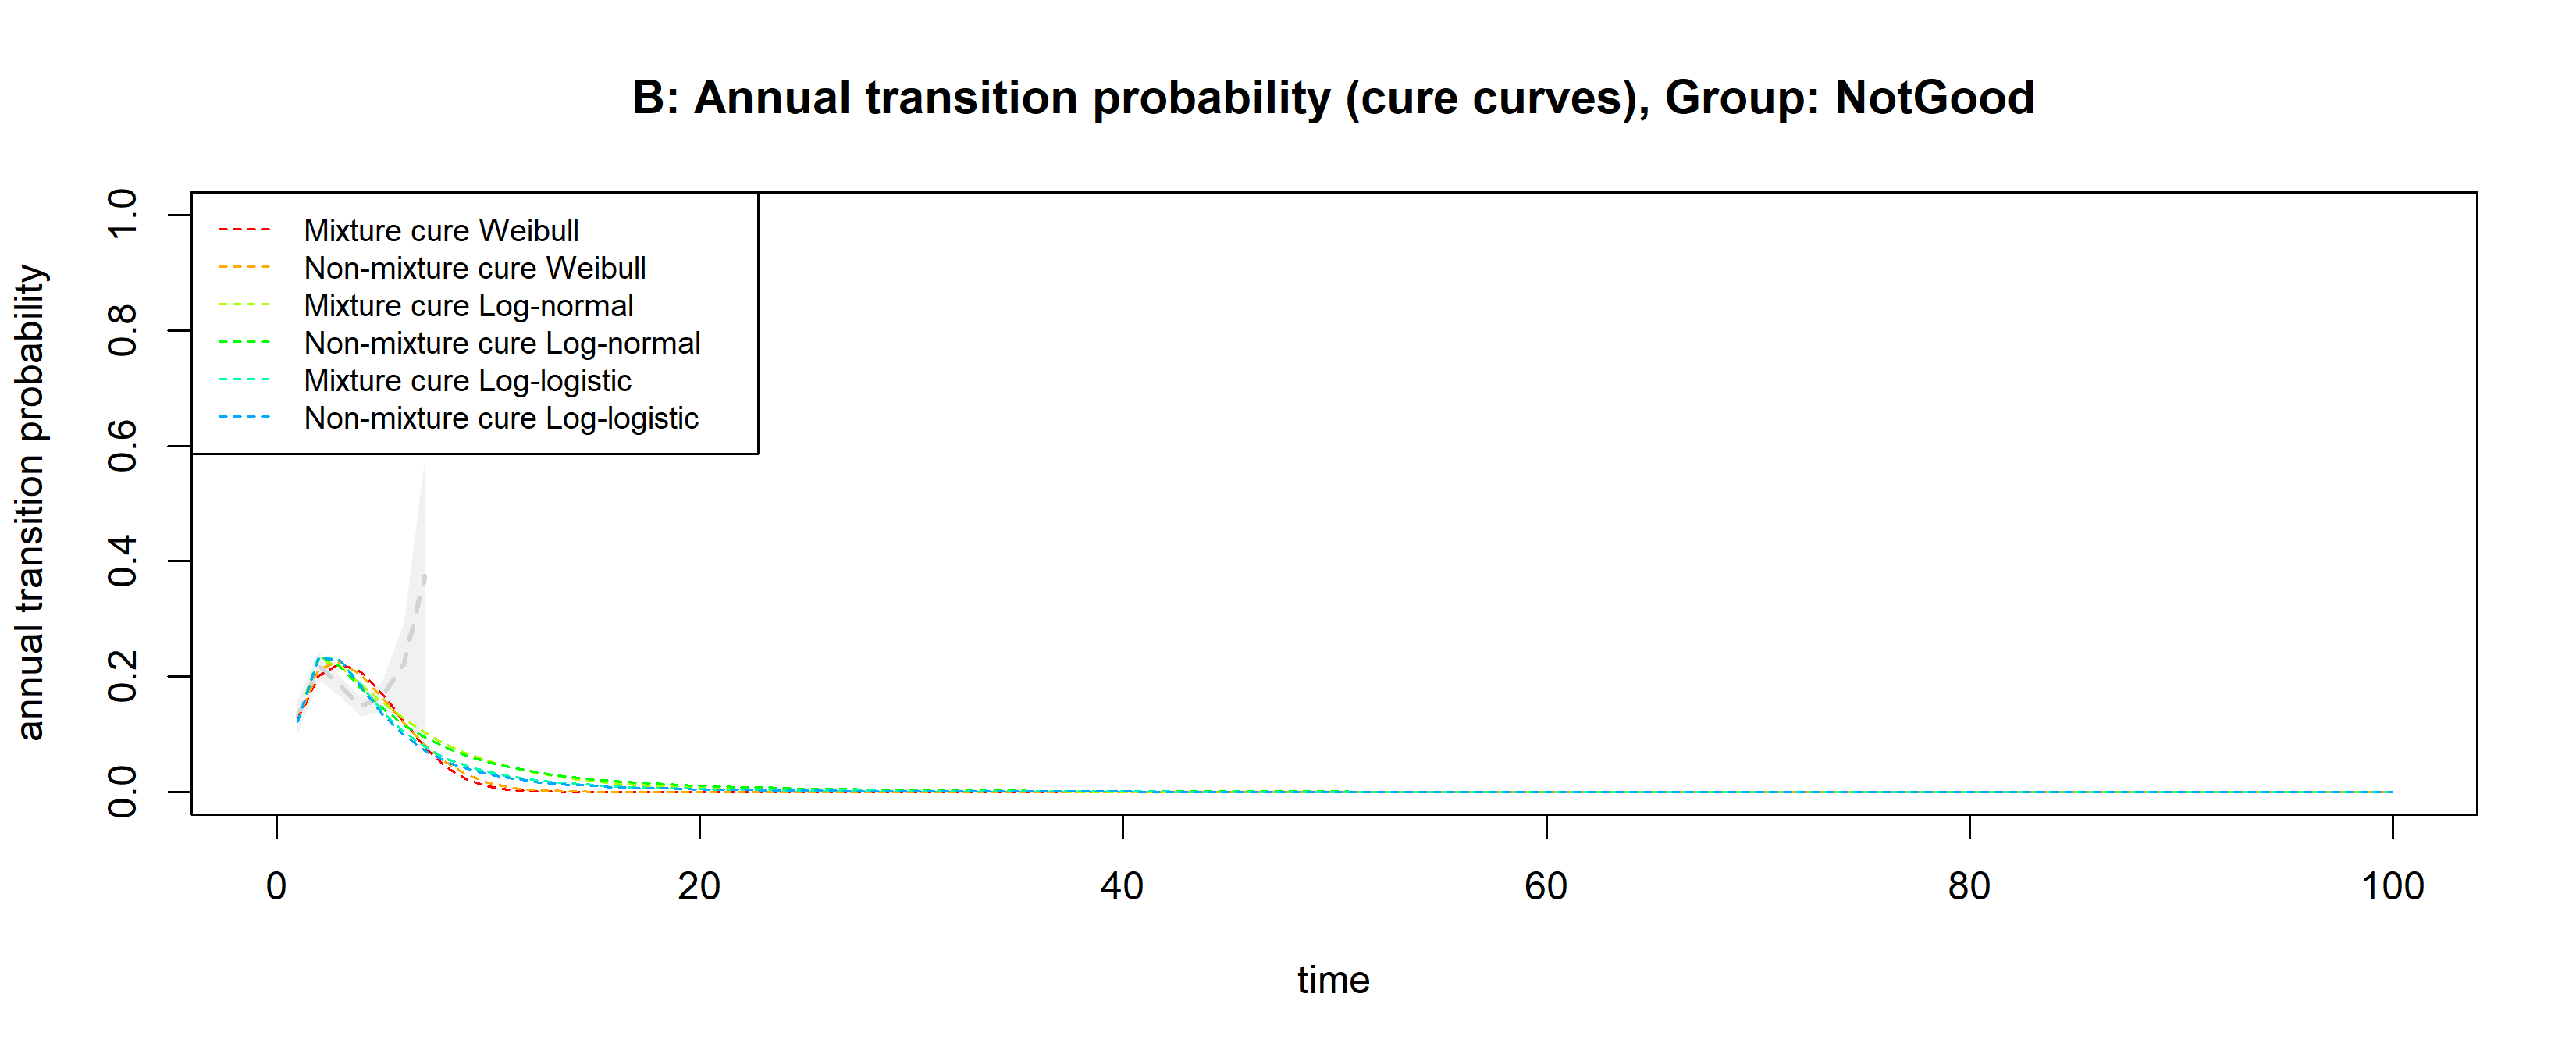 B: Annual transition probability (cure curves), Group: NotGood
annual transition probability
1.0
0.8
0.6
0.4
0.2
0.0
Mixture cure Weibull
Non-mixture cure Weibull
Mixture cure Log-normal
Non-mixture cure Log-normal
Mixture cure Log-logistic
Non-mixture cure Log-logistic
0 20 40 60 80 100
time